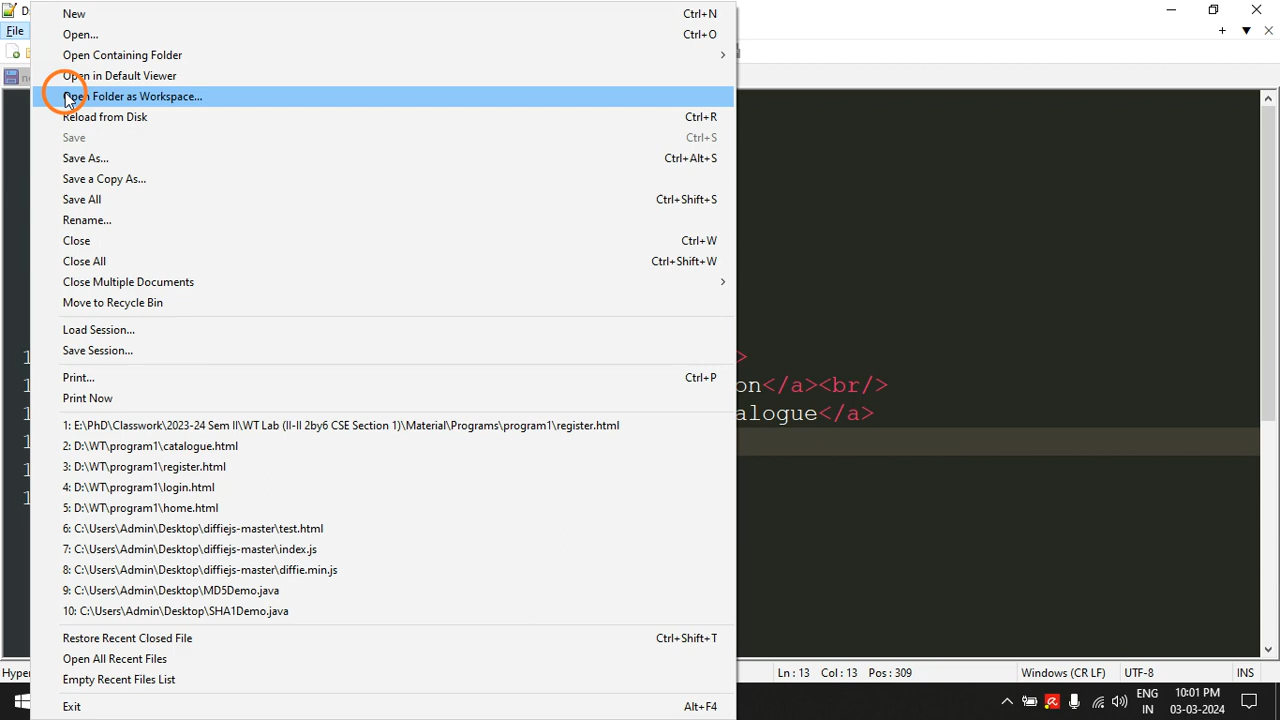 New Ctrl+N
File
Open... Ctrl+O
Open Containing Folder
Open in Default Viewer
Open Folder as Workspace...
Reload from Disk Ctrl+R
Save Ctrl+S
Save As... Ctrl+Alt+S
Save a Copy As...
Save All Ctrl+Shift+S
Rename...
Close Ctrl+W
Close All Ctrl+Shift+W
Close Multiple Documents
Move to Recycle Bin
Load Session...
Save Session...
Print... Ctrl+P
Print Now
1: E:\PhD\Classwork\2023-24 Sem II\WT Lab (II-II 2by6 CSE Section 1)\Material\Programs\program1\register.html
2: D:\WT\program1\catalogue.html
3: D:\WT\program1\register.html
4: D:\WT\program1\login.html
5: D:\WT\program1\home.html
6: C:\Users\Admin\Desktop\diffiejs-master\test.html
7: C:\Users\Admin\Desktop\diffiejs-master\index.js
8: C:\Users\Admin\Desktop\diffiejs-master\diffie.min.js
9: C:\Users\Admin\Desktop\MD5Demo.java
10: C:\Users\Admin\Desktop\SHA1Demo.java
Restore Recent Closed File Ctrl+Shift+T
Open All Recent Files
Empty Recent Files List
Exit Alt+F4
>
on</a><br/>
alogue</a>
Hyper Ln : 13 Col : 13 Pos : 309 Windows (CR LF) UTF-8 INS
ENG
IN
10:01 PM
03-03-2024